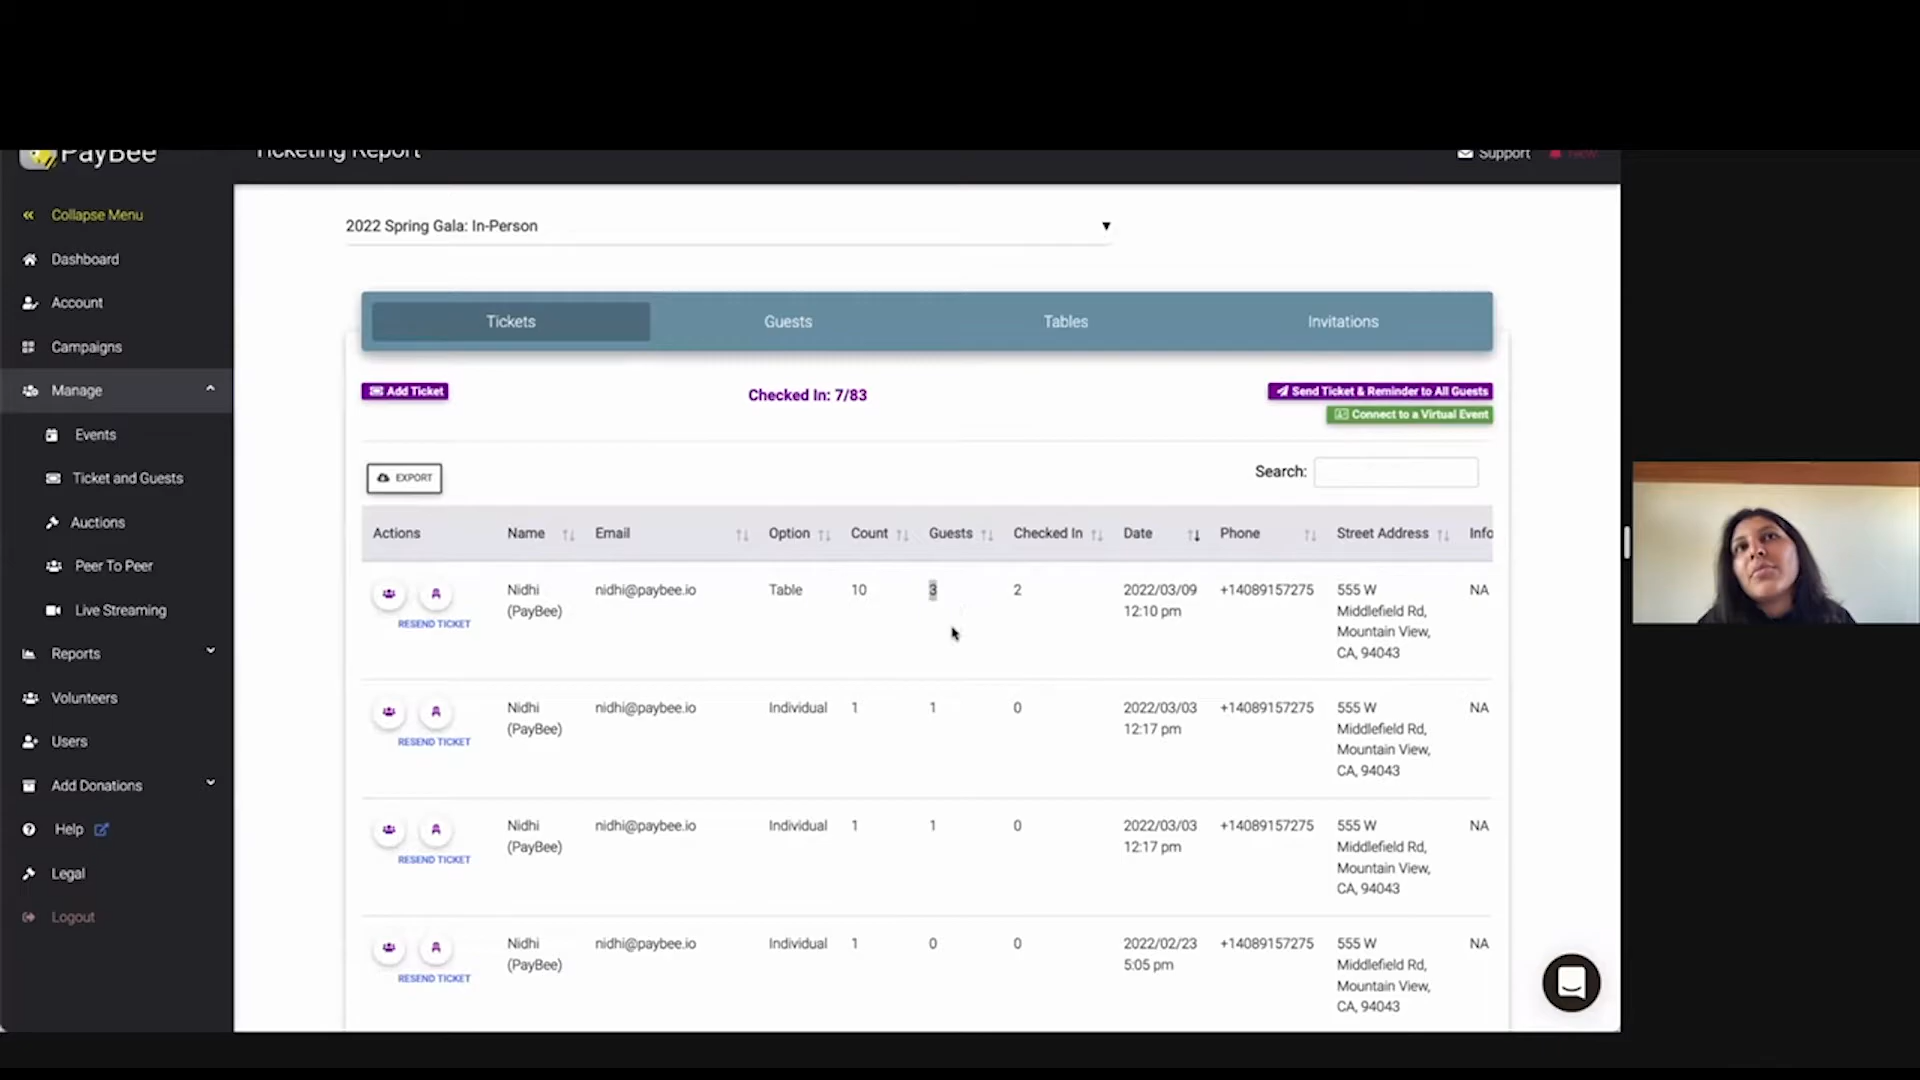 PayBee
Ticketing Report
Support
New
Collapse Menu
Dashboard
Account
Campaigns
Manage
Events
Ticket and Guests
Auctions
Peer To Peer
Live Streaming
Reports
Volunteers
Users
Add Donations
Help
Legal
Logout
2022 Spring Gala: In-Person
Tickets Guests Tables Invitations
Add Ticket
Checked In: 7/83
Send Ticket & Reminder to All Guests
Connect to a Virtual Event
EXPORT
Search:
Actions Name Email Option Count Guests Checked In Date Phone Street Address Info
Nidhi nidhi@paybee.io Table 10 3 2 2022/03/09 +14089157275 555 W NA
(PayBee) 12:10 pm Middlefield Rd,
RESEND TICKET Mountain View,
CA, 94043
Nidhi nidhi@paybee.io Individual 1 1 0 2022/03/03 +14089157275 555 W NA
(PayBee) 12:17 pm Middlefield Rd,
RESEND TICKET Mountain View,
CA, 94043
Nidhi nidhi@paybee.io Individual 1 1 0 2022/03/03 +14089157275 555 W NA
(PayBee) 12:17 pm Middlefield Rd,
RESEND TICKET Mountain View,
CA, 94043
Nidhi nidhi@paybee.io Individual 1 0 0 2022/02/23 +14089157275 555 W NA
(PayBee) 5:05 pm Middlefield Rd,
RESEND TICKET Mountain View,
CA, 94043